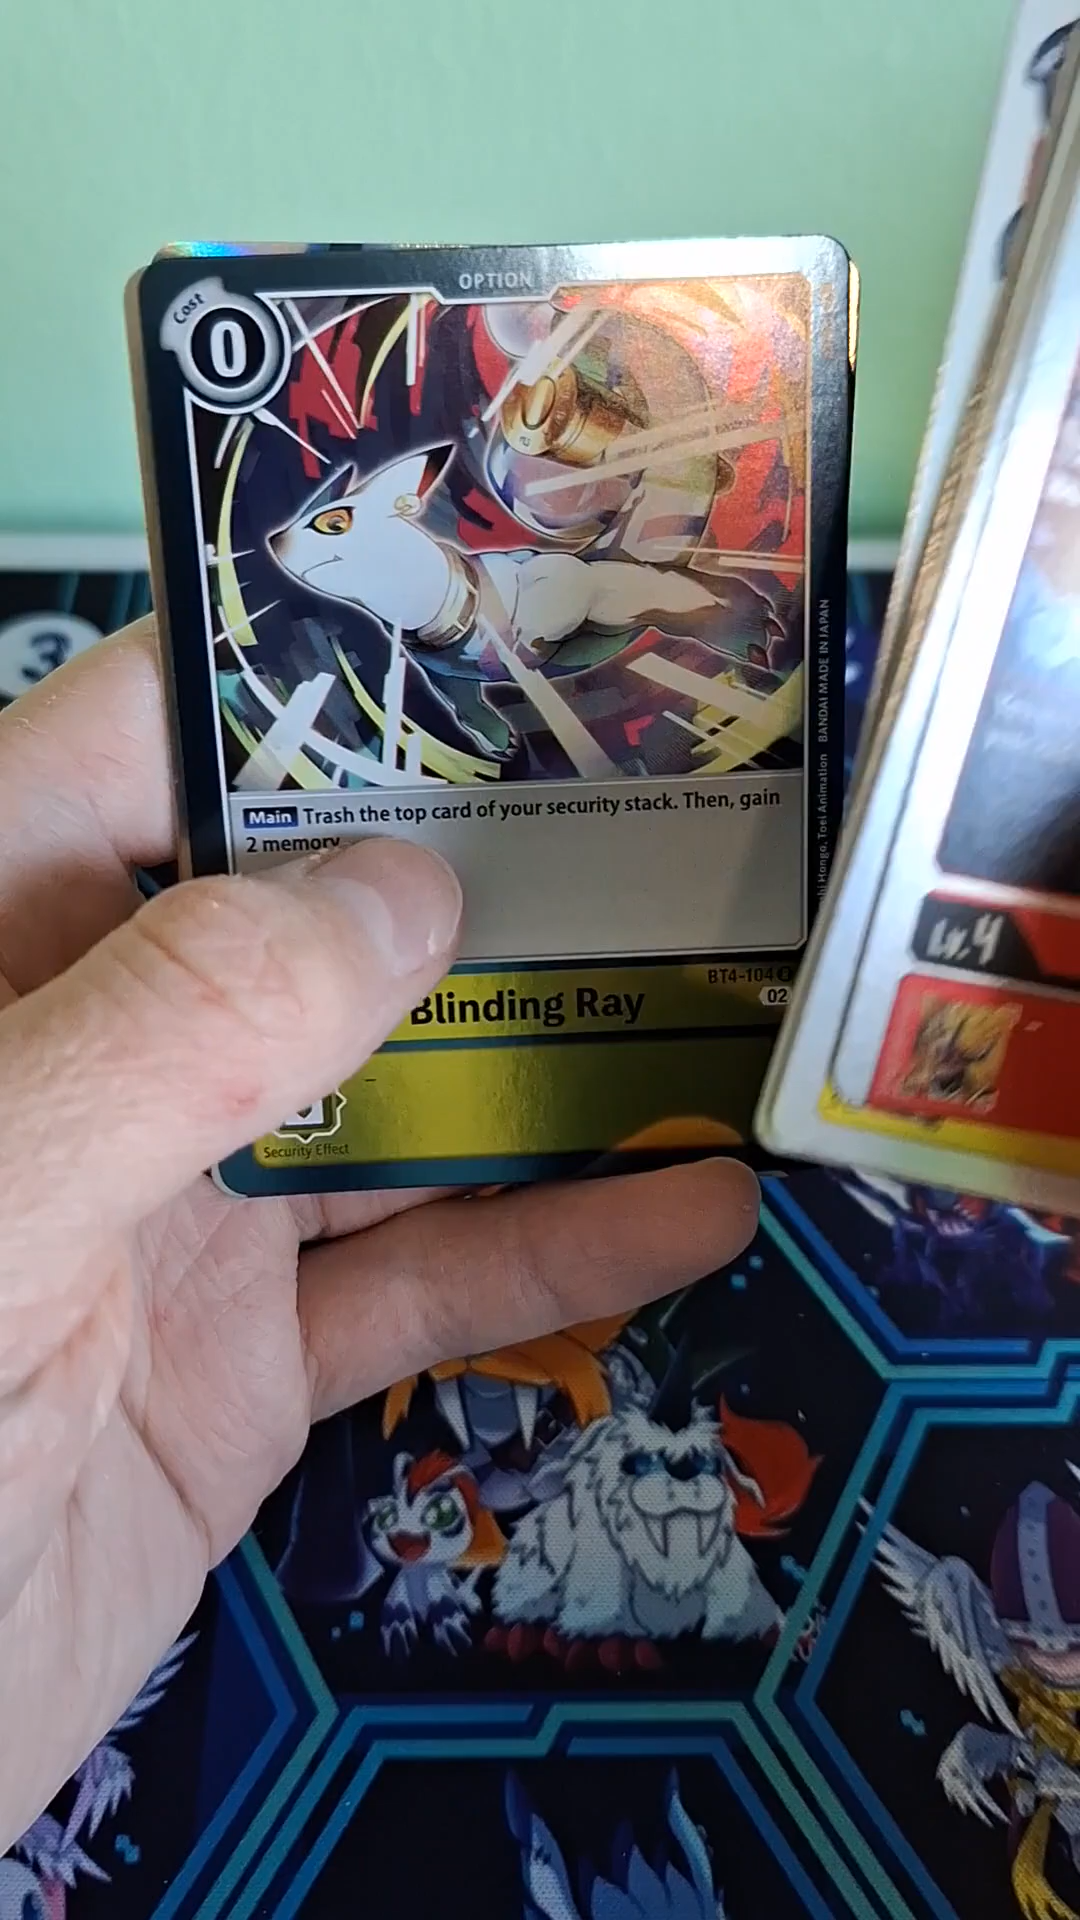 3
OPTION
Cost
0
Main Trash the top card of your security stack. Then, gain
2 memory
Hongo, Toei Animation BANDAI MADE IN JAPAN
BT4-104
02
Blinding Ray
-
Security Effect
Lv.4